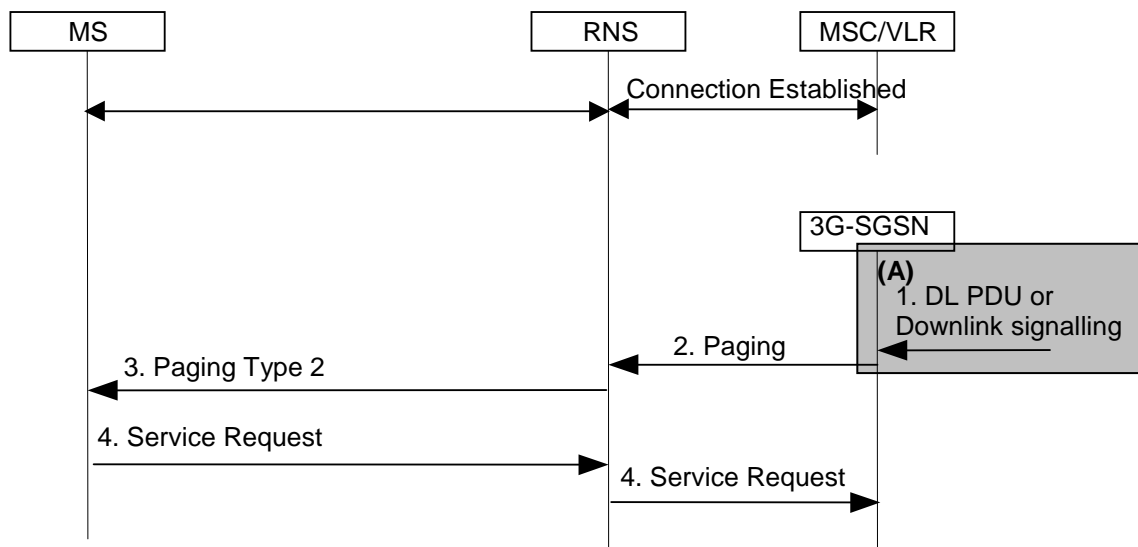 MS
RNS
MSC/VLR
Connection Established
3G-SGSN
(A)
1. DL PDU or
Downlink signalling
2. Paging
3. Paging Type 2
4. Service Request
4. Service Request